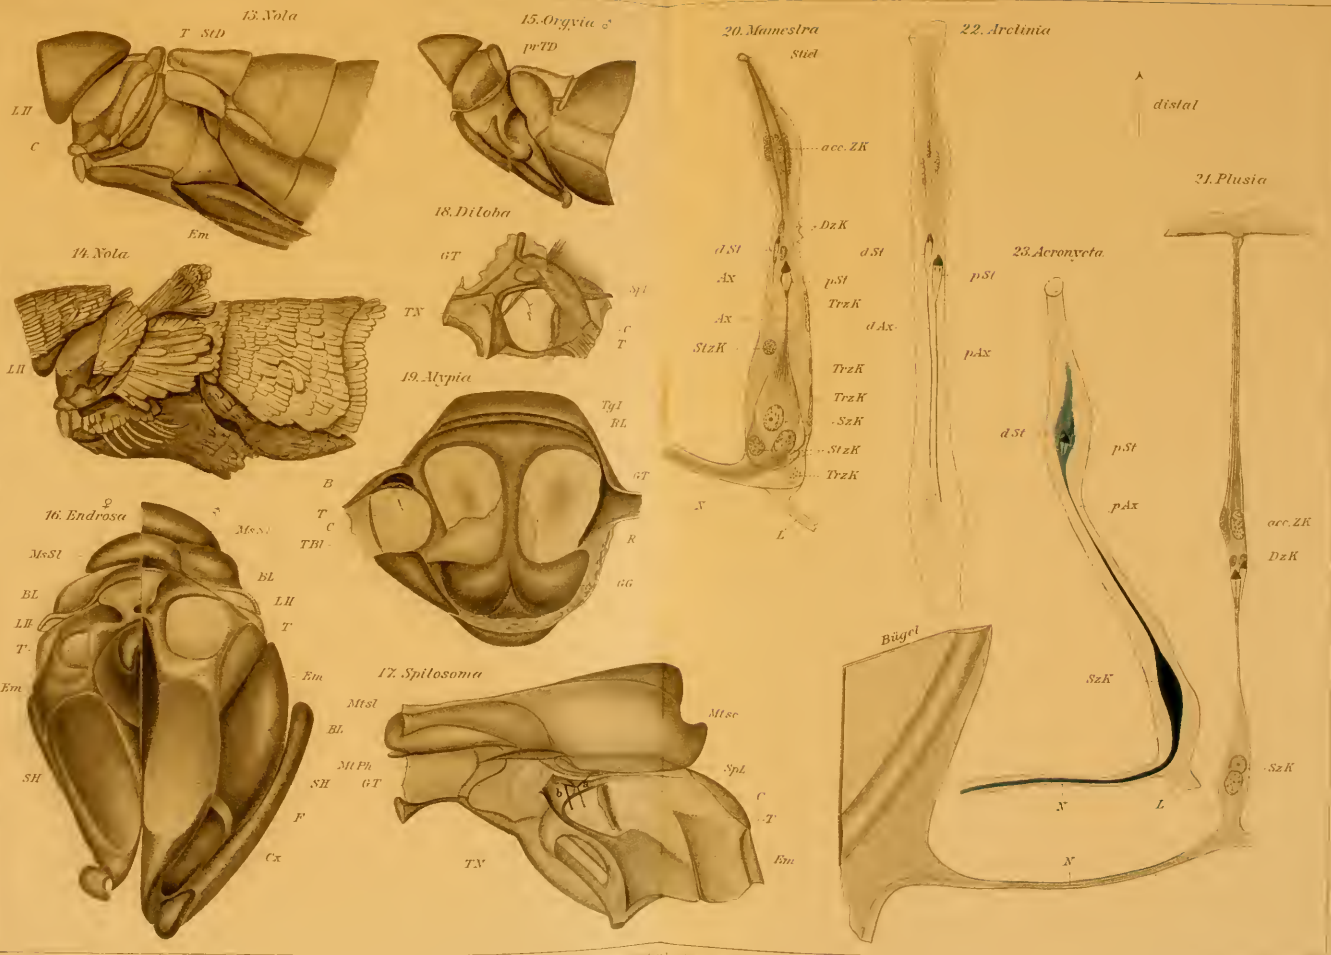 13. Nola
T StD
LH
C
Em
14. Nola
LH
15. Orgyia ♂
prTD
18. Diloba
GT
TN
Spl
C
T
19. Alypia
Tgl
BL
B
T
C
TBl
GT
R
GG
16. Endrosa
♀ ♂
MsSl
MsSl
BL
BL
LH
LH
T
T
Em
Em
BL
SH
SH
F
Cx
17. Spilosoma
Mtsl
Mtsc
MtPh
GT
SpL
C
T
TN
Em
20. Mamestra
Stiel
acc. ZK
DzK
dSt
Ax
pSt
TrzK
Ax
StzK
TrzK
TrzK
SzK
StzK
TrzK
N
L
22. Arctinia
dSt
pSt
dAx
pAx
distal
21. Plusia
acc. ZK
DzK
SzK
N
Bügel
23. Acronycta
dSt
pSt
pAx
SzK
N
L